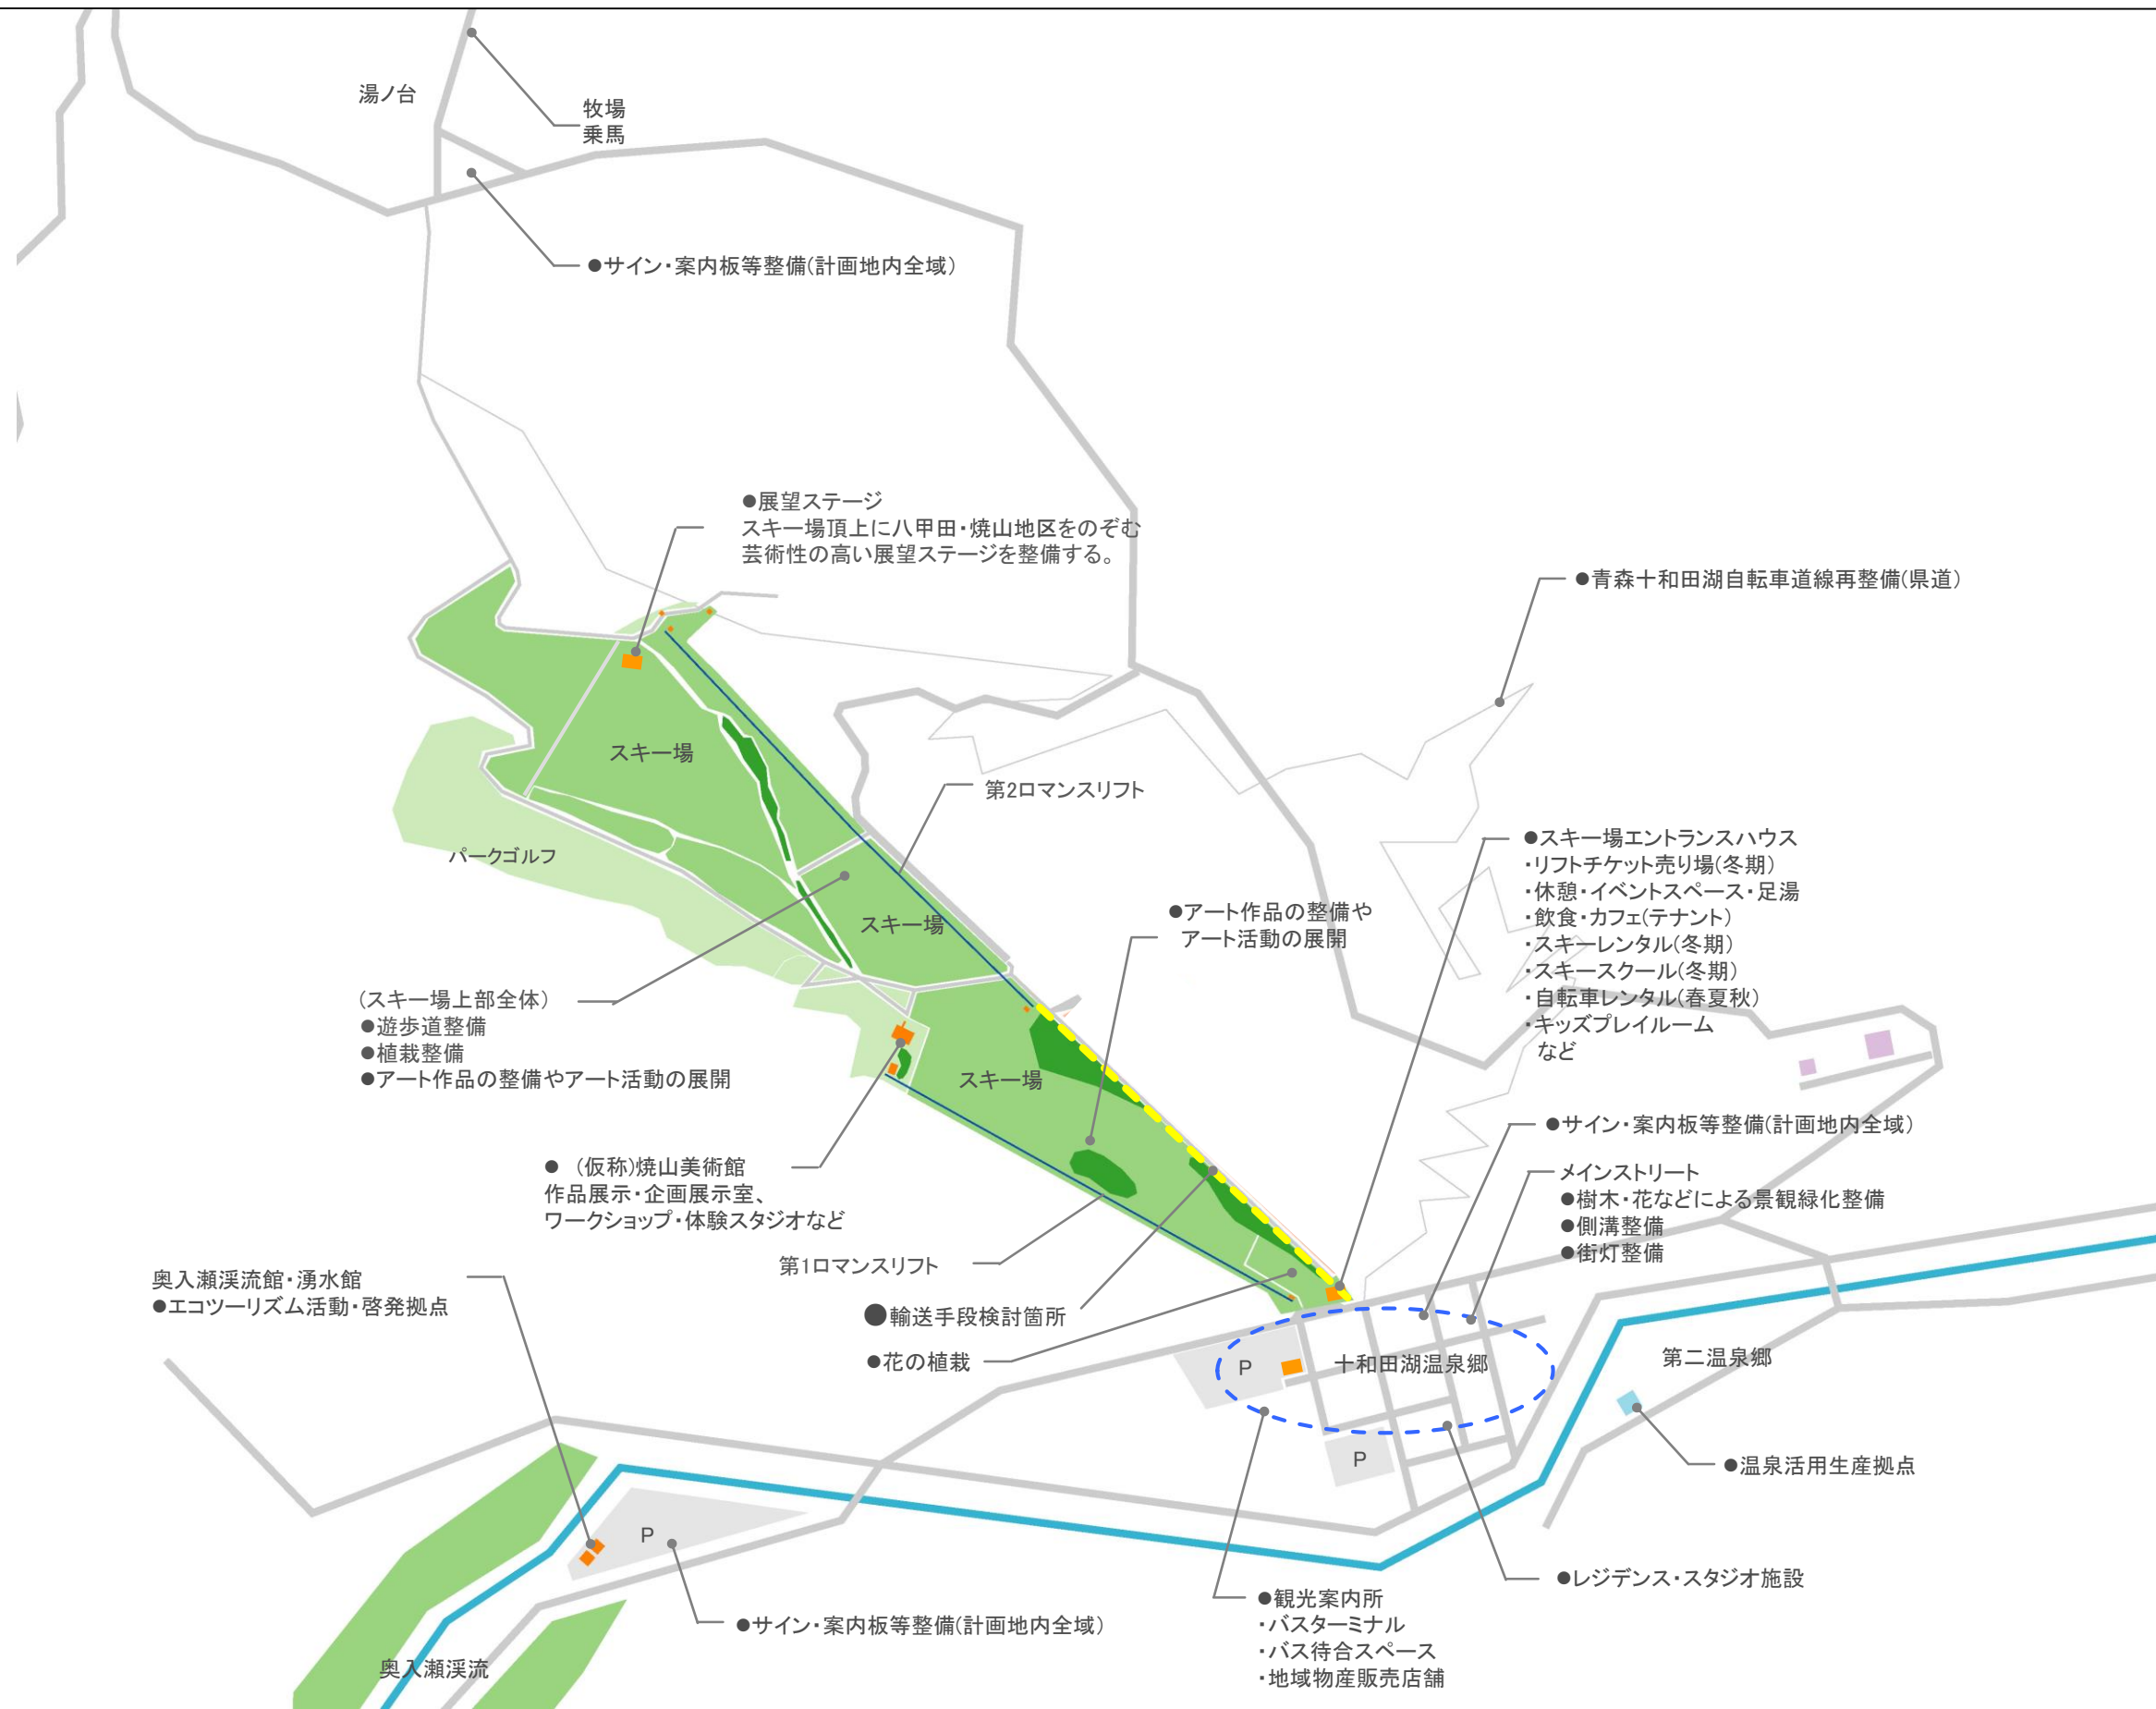 湯ノ台
牧場
乗馬
●サイン・案内板等整備(計画地内全域)
●展望ステージ
スキー場頂上に八甲田・焼山地区をのぞむ
芸術性の高い展望ステージを整備する。
●青森十和田湖自転車道線再整備(県道)
スキー場
第2ロマンスリフト
パークゴルフ
スキー場
●アート作品の整備や
アート活動の展開
●スキー場エントランスハウス
・リフトチケット売り場(冬期)
・休憩・イベントスペース・足湯
・飲食・カフェ(テナント)
・スキーレンタル(冬期)
・スキースクール(冬期)
・自転車レンタル(春夏秋)
・キッズプレイルーム
など
(スキー場上部全体)
●遊歩道整備
●植栽整備
●アート作品の整備やアート活動の展開
スキー場
●サイン・案内板等整備(計画地内全域)
メインストリート
●樹木・花などによる景観緑化整備
●側溝整備
●街灯整備
● (仮称)焼山美術館
作品展示・企画展示室、
ワークショップ・体験スタジオなど
第1ロマンスリフト
●輸送手段検討箇所
●花の植栽
奥入瀬渓流館・湧水館
●エコツーリズム活動・啓発拠点
P
十和田湖温泉郷
第二温泉郷
P
●温泉活用生産拠点
P
●レジデンス・スタジオ施設
●観光案内所
・バスターミナル
・バス待合スペース
・地域物産販売店舗
●サイン・案内板等整備(計画地内全域)
奥入瀬渓流